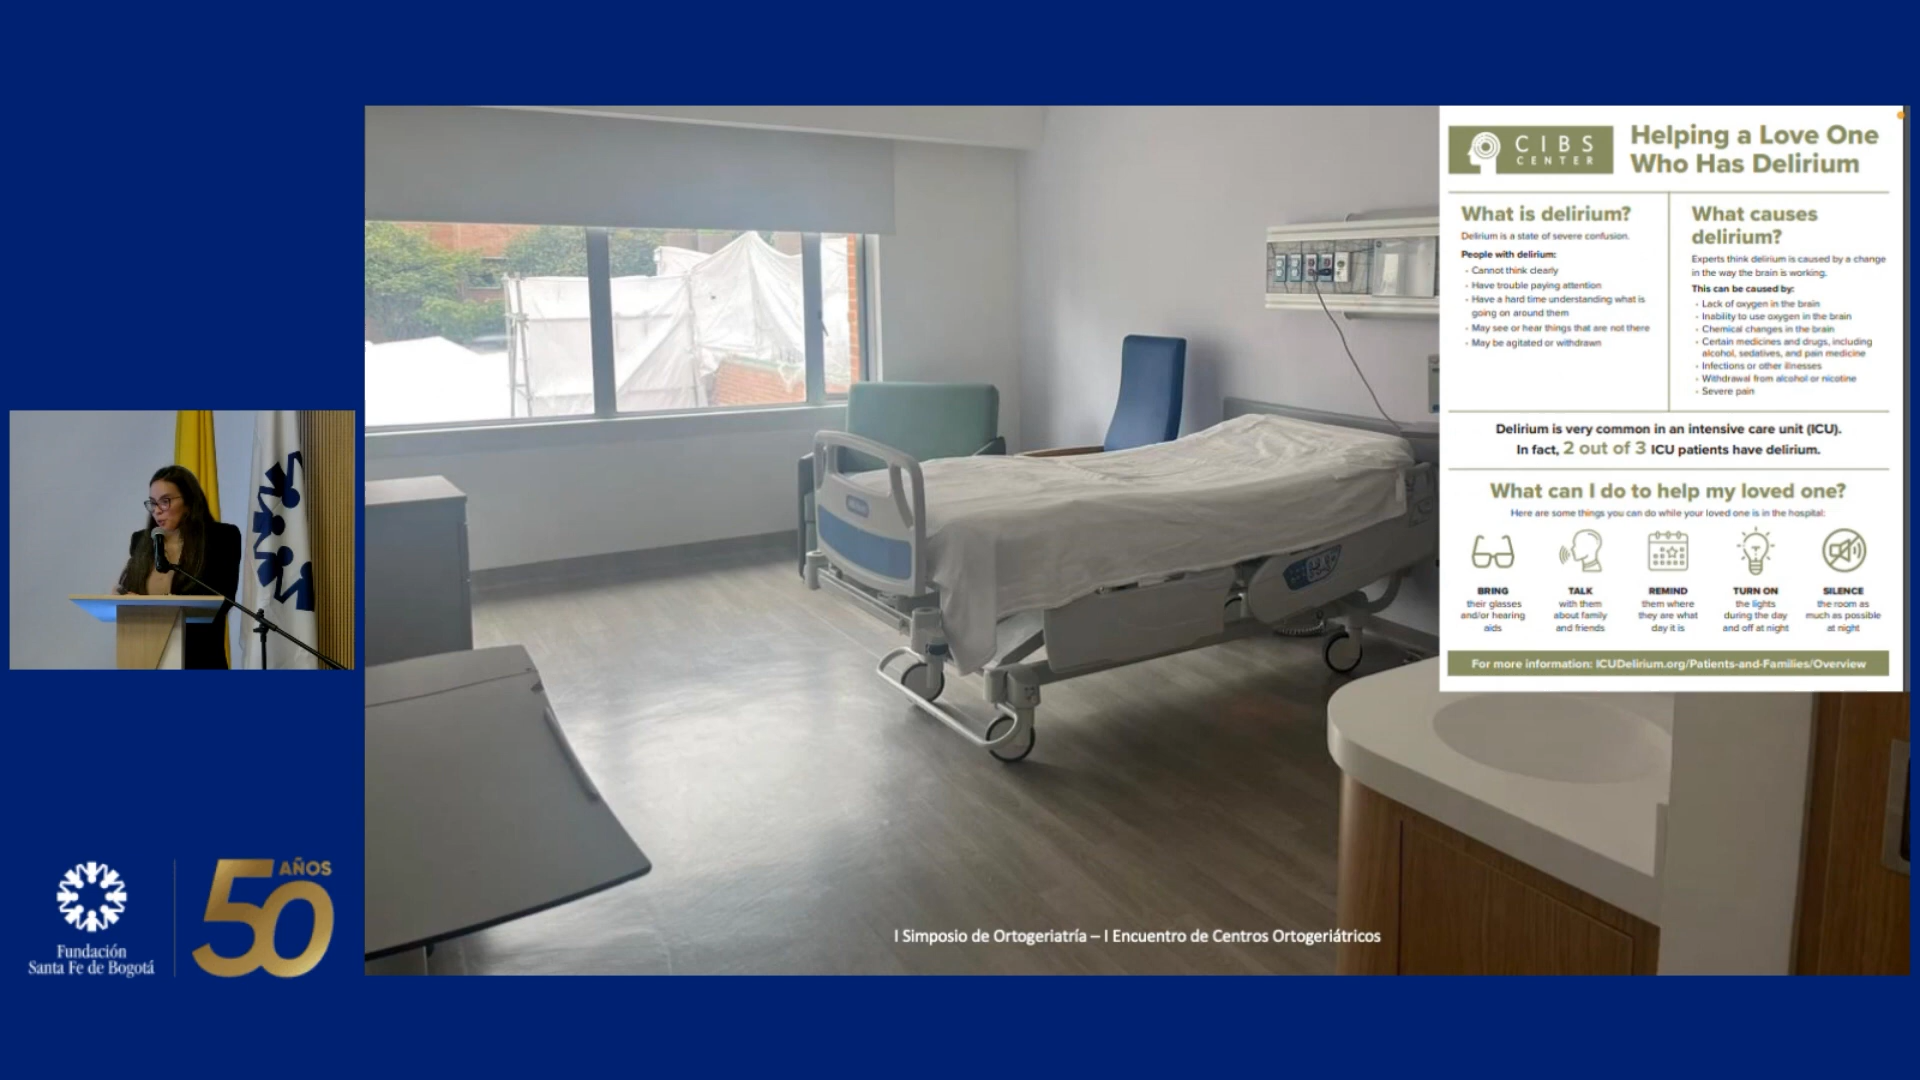 CIBS
CENTER
Helping a Love One
Who Has Delirium
What is delirium?
Delirium is a state of severe confusion.
People with delirium:
- Cannot think clearly
- Have trouble paying attention
- Have a hard time understanding what is
going on around them
- May see or hear things that are not there
- May be agitated or withdrawn
What causes
delirium?
Experts think delirium is caused by a change
in the way the brain is working.
This can be caused by:
- Lack of oxygen in the brain
- Inability to use oxygen in the brain
- Chemical changes in the brain
- Certain medicines and drugs, including
alcohol, sedatives, and pain medicine
- Infections or other illnesses
- Withdrawal from alcohol or nicotine
- Severe pain
Delirium is very common in an intensive care unit (ICU).
In fact, 2 out of 3 ICU patients have delirium.
What can I do to help my loved one?
Here are some things you can do while your loved one is in the hospital:
BRING
their glasses
and/or hearing
aids
TALK
with them
about family
and friends
REMIND
them where
they are what
day it is
TURN ON
the lights
during the day
and off at night
SILENCE
the room as
much as possible
at night
For more information: ICUDelirium.org/Patients-and-Families/Overview
I Simposio de Ortogeriatría – I Encuentro de Centros Ortogeriátricos
Fundación
Santa Fe de Bogotá
50 AÑOS